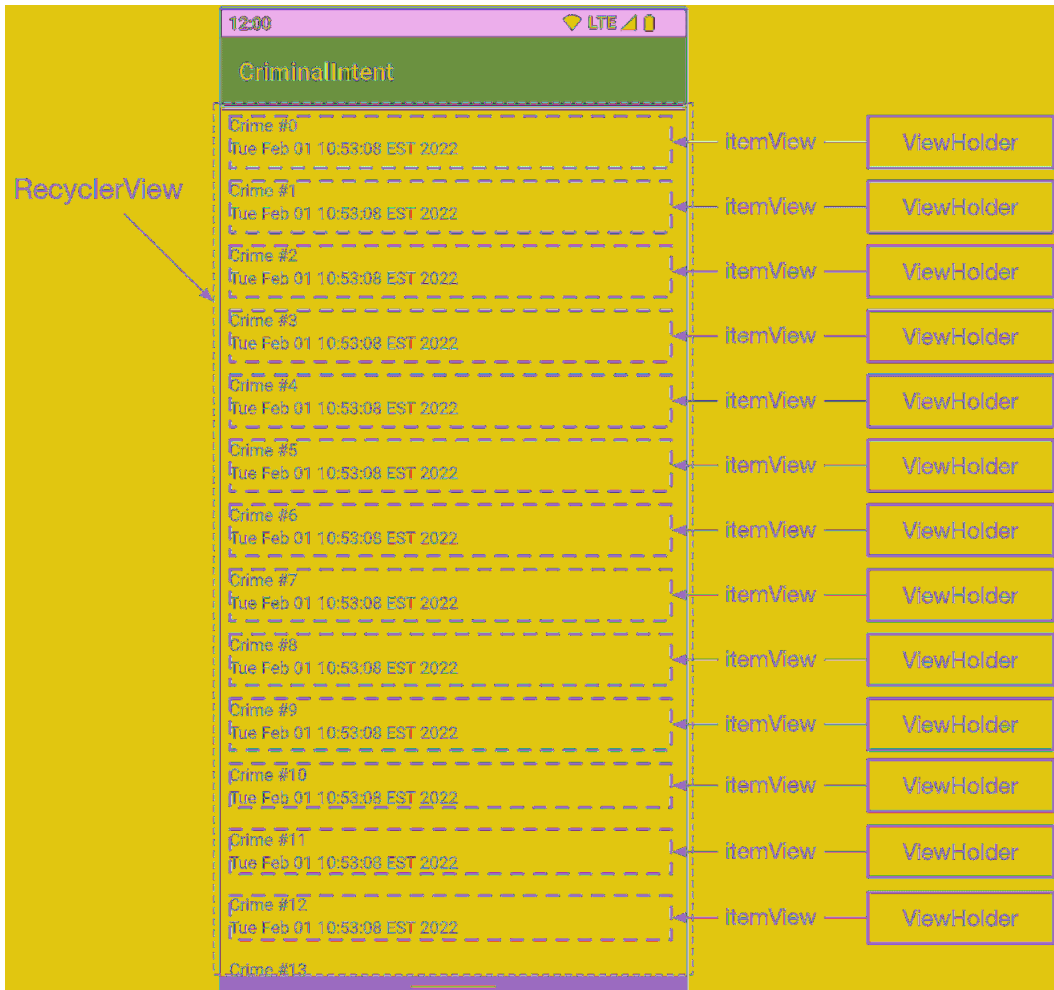 12:00 LTE
CriminalIntent
RecyclerView
Crime #0
Tue Feb 01 10:53:08 EST 2022
itemView
ViewHolder
Crime #1
Tue Feb 01 10:53:08 EST 2022
itemView
ViewHolder
Crime #2
Tue Feb 01 10:53:08 EST 2022
itemView
ViewHolder
Crime #3
Tue Feb 01 10:53:08 EST 2022
itemView
ViewHolder
Crime #4
Tue Feb 01 10:53:08 EST 2022
itemView
ViewHolder
Crime #5
Tue Feb 01 10:53:08 EST 2022
itemView
ViewHolder
Crime #6
Tue Feb 01 10:53:08 EST 2022
itemView
ViewHolder
Crime #7
Tue Feb 01 10:53:08 EST 2022
itemView
ViewHolder
Crime #8
Tue Feb 01 10:53:08 EST 2022
itemView
ViewHolder
Crime #9
Tue Feb 01 10:53:08 EST 2022
itemView
ViewHolder
Crime #10
Tue Feb 01 10:53:08 EST 2022
itemView
ViewHolder
Crime #11
Tue Feb 01 10:53:08 EST 2022
itemView
ViewHolder
Crime #12
Tue Feb 01 10:53:08 EST 2022
itemView
ViewHolder
Crime #13